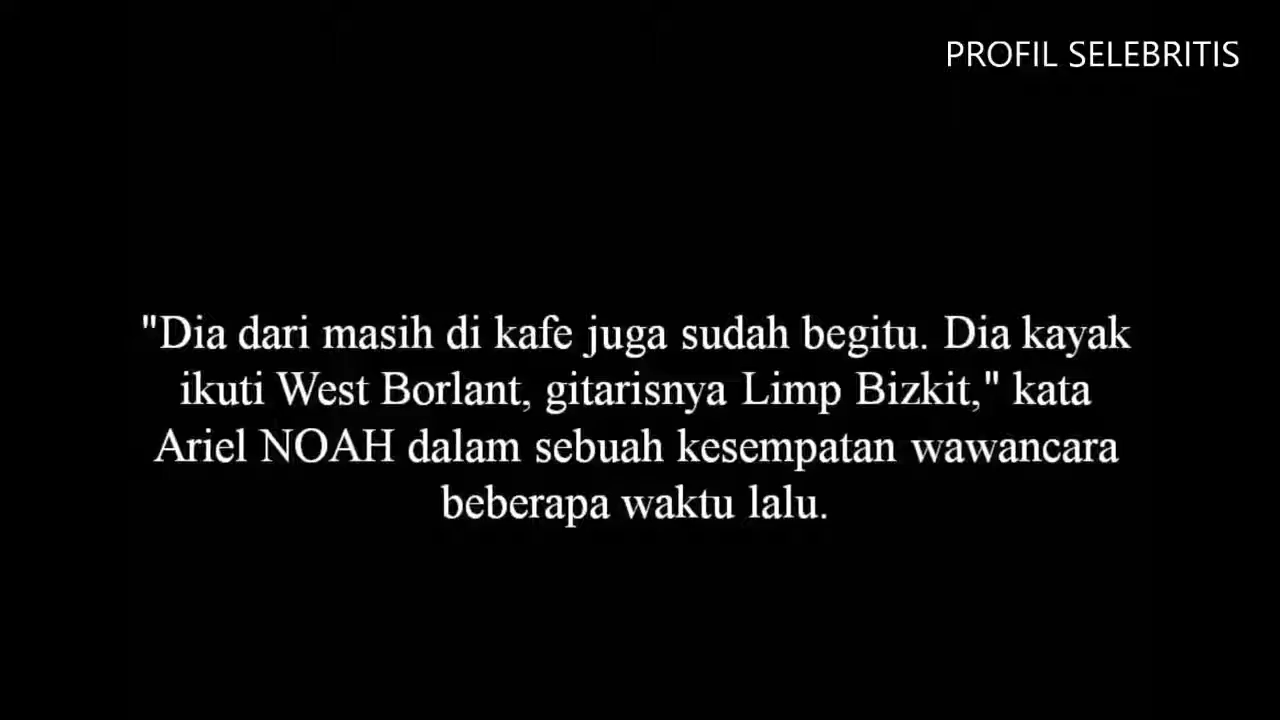 PROFIL SELEBRITIS
"Dia dari masih di kafe juga sudah begitu. Dia kayak
ikuti West Borlant, gitarisnya Limp Bizkit," kata
Ariel NOAH dalam sebuah kesempatan wawancara
beberapa waktu lalu.